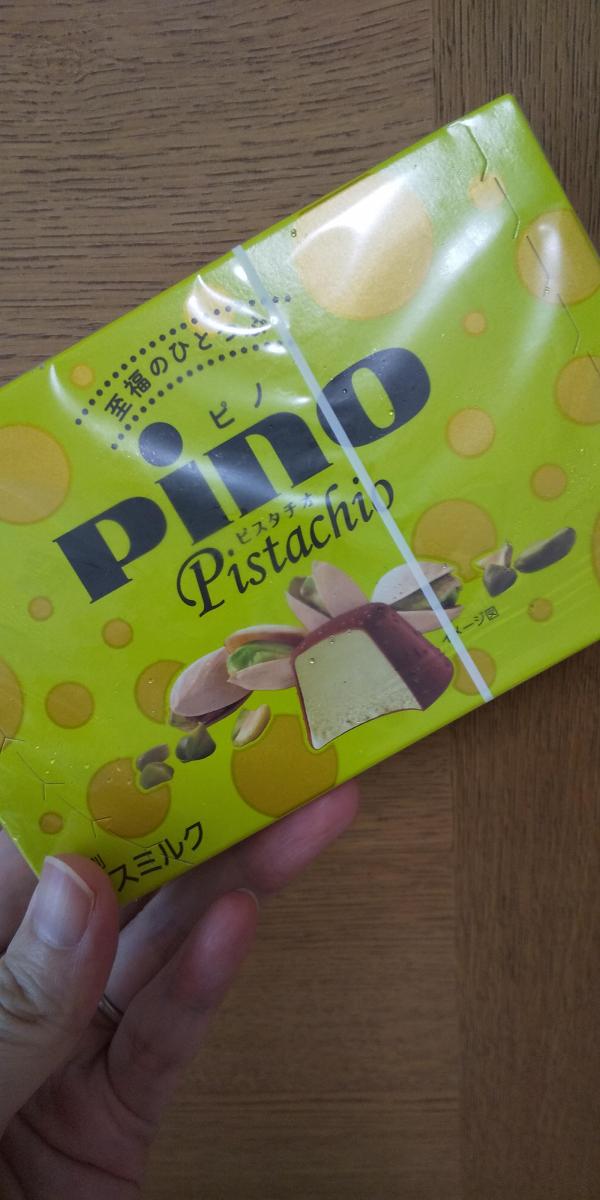 至福のひとつぶ
ピノ
pino
ピスタチオ
Pistachio
イメージ図
スミルク